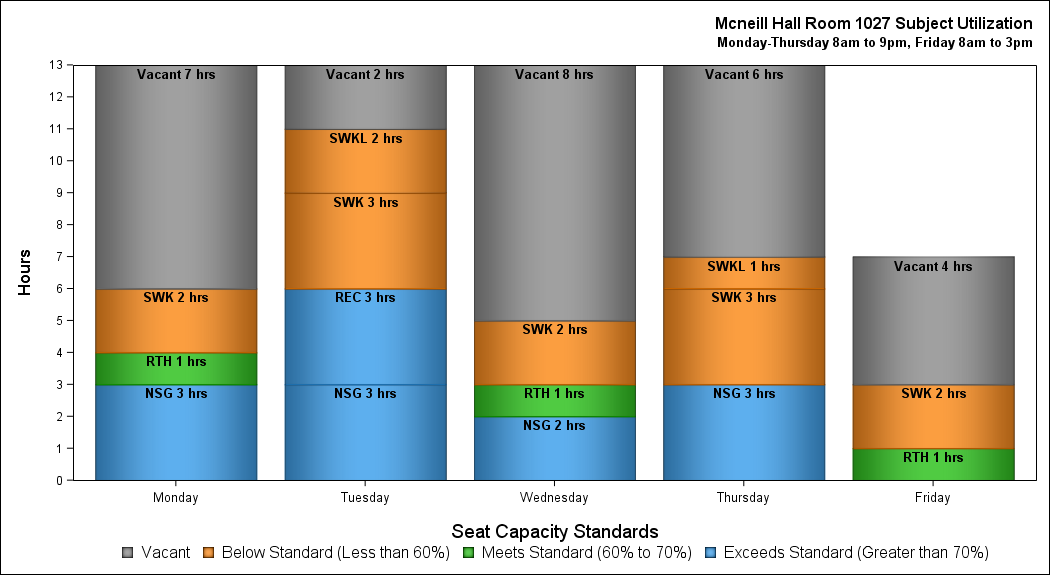 Mcneill Hall Room 1027 Subject Utilization
Monday-Thursday 8am to 9pm, Friday 8am to 3pm
Hours
13
12
11
10
9
8
7
6
5
4
3
2
1
0
Vacant 7 hrs
SWK 2 hrs
RTH 1 hrs
NSG 3 hrs
Vacant 2 hrs
SWKL 2 hrs
SWK 3 hrs
REC 3 hrs
NSG 3 hrs
Vacant 8 hrs
SWK 2 hrs
RTH 1 hrs
NSG 2 hrs
Vacant 6 hrs
SWKL 1 hrs
SWK 3 hrs
NSG 3 hrs
Vacant 4 hrs
SWK 2 hrs
RTH 1 hrs
Monday Tuesday Wednesday Thursday Friday
Seat Capacity Standards
Vacant Below Standard (Less than 60%) Meets Standard (60% to 70%) Exceeds Standard (Greater than 70%)